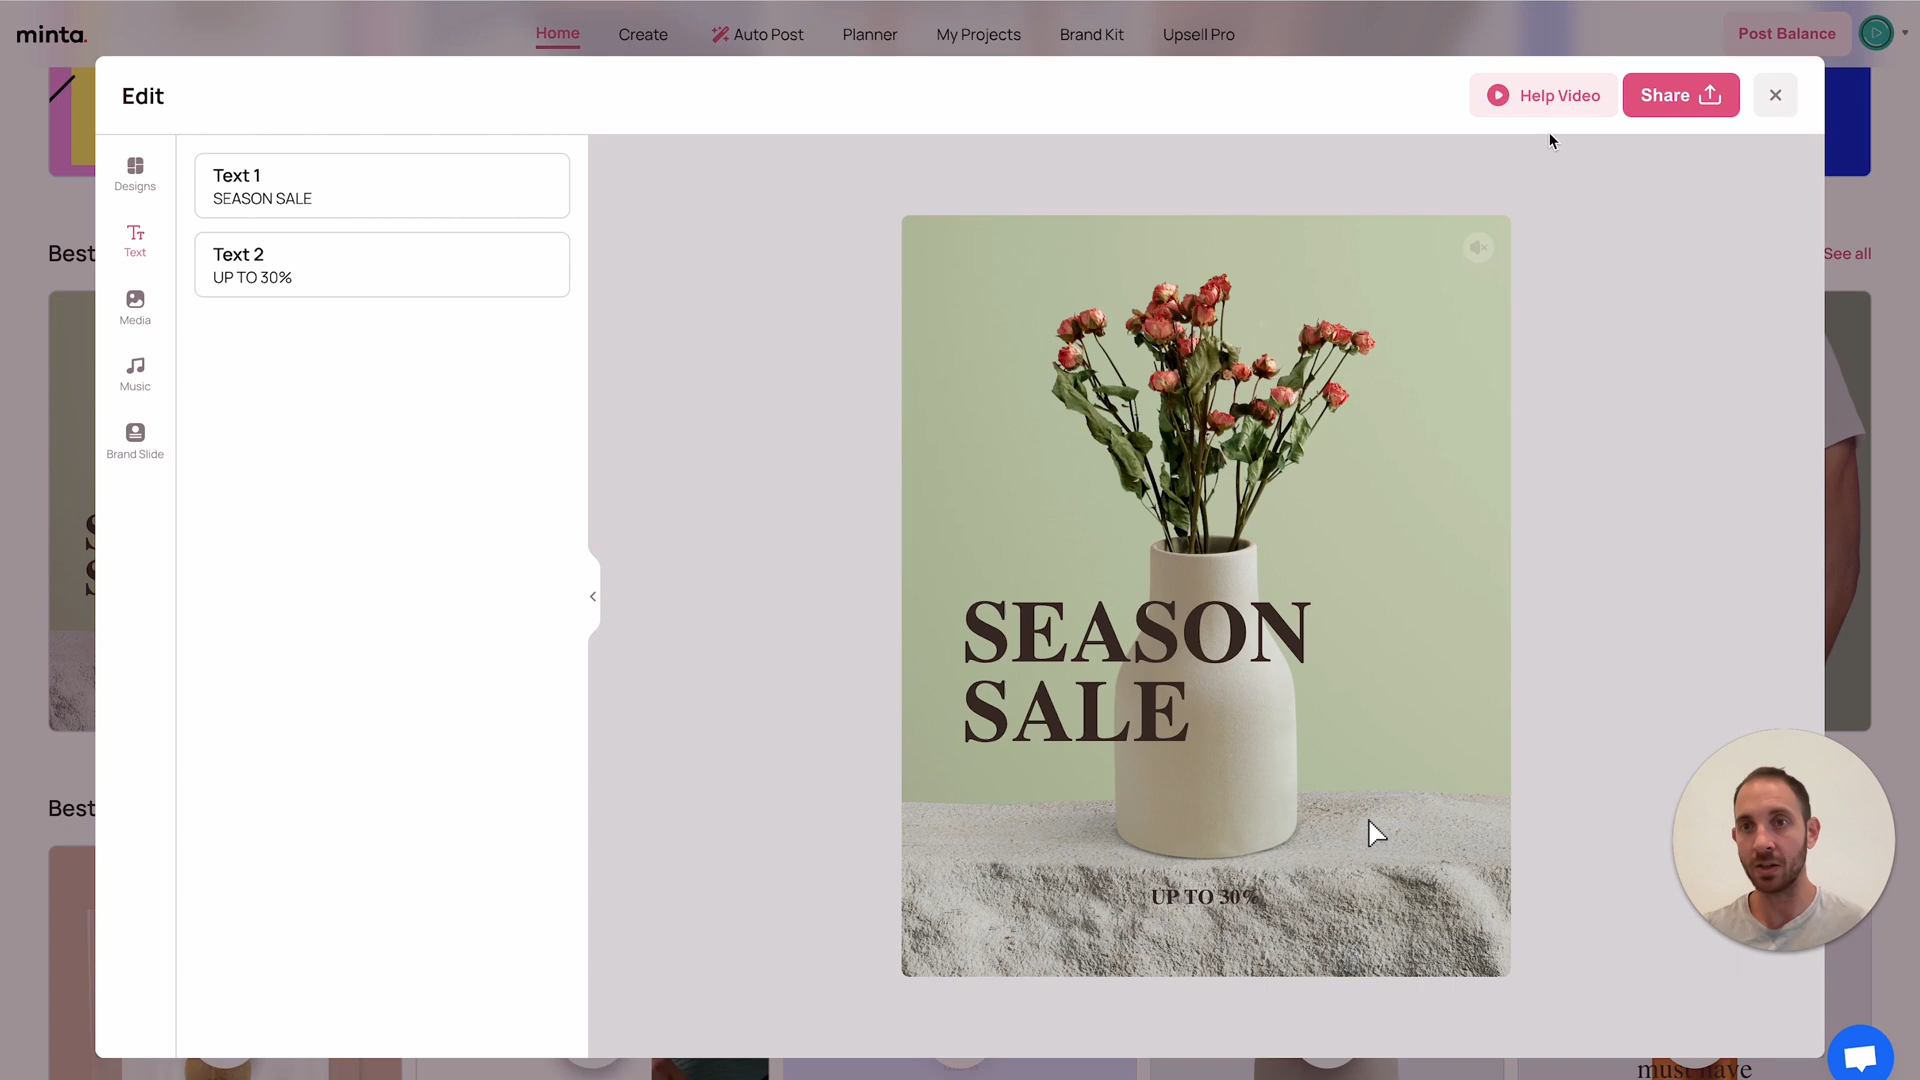 minta.
Home
Create
Auto Post
Planner
My Projects
Brand Kit
Upsell Pro
Post Balance
Edit
Help Video
Share
Designs
Text
Media
Music
Brand Slide
Text 1
SEASON SALE
Text 2
UP TO 30%
Best
See all
SEASON
SALE
UP TO 30%
Best
must have